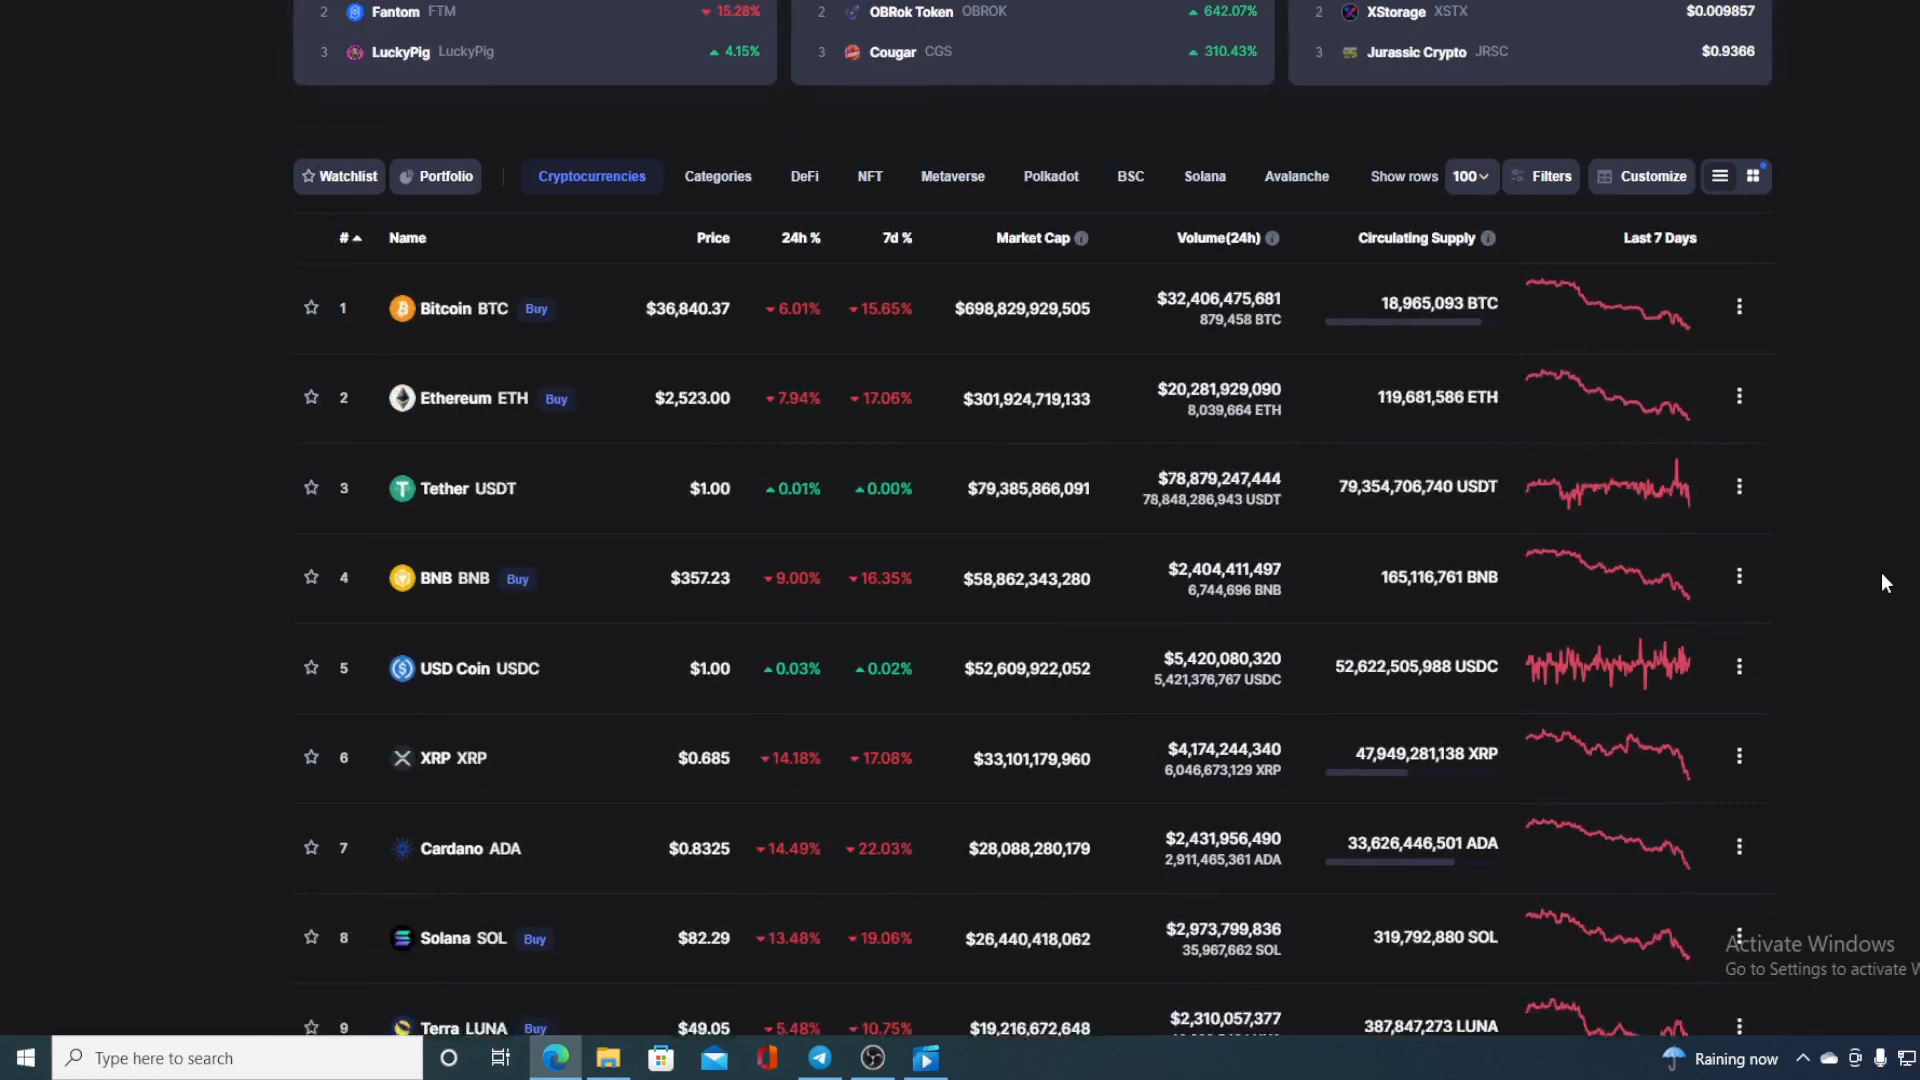 2 Fantom FTM 15.28% 2 OBRok Token OBROK 642.07% 2 XStorage XSTX $0.009857
3 LuckyPig LuckyPig 4.15% 3 Cougar CGS 310.43% 3 Jurassic Crypto JRSC $0.9366
Watchlist Portfolio Cryptocurrencies Categories DeFi NFT Metaverse Polkadot BSC Solana Avalanche Show rows 100 Filters Customize
# Name Price 24h % 7d % Market Cap Volume(24h) Circulating Supply Last 7 Days
1 Bitcoin BTC Buy $36,840.37 6.01% 15.65% $698,829,929,505 $32,406,475,681 18,965,093 BTC
879,458 BTC
2 Ethereum ETH Buy $2,523.00 7.94% 17.06% $301,924,719,133 $20,281,929,090 119,681,586 ETH
8,039,664 ETH
3 Tether USDT $1.00 0.01% 0.00% $79,385,866,091 $78,879,247,444 79,354,706,740 USDT
78,848,286,943 USDT
4 BNB BNB Buy $357.23 9.00% 16.35% $58,862,343,280 $2,404,411,497 165,116,761 BNB
6,744,696 BNB
5 USD Coin USDC $1.00 0.03% 0.02% $52,609,922,052 $5,420,080,320 52,622,505,988 USDC
5,421,376,767 USDC
6 XRP XRP $0.685 14.18% 17.08% $33,101,179,960 $4,174,244,340 47,949,281,138 XRP
6,046,673,129 XRP
7 Cardano ADA $0.8325 14.49% 22.03% $28,088,280,179 $2,431,956,490 33,626,446,501 ADA
2,911,465,361 ADA
8 Solana SOL Buy $82.29 13.48% 19.06% $26,440,418,062 $2,973,799,836 319,792,880 SOL
35,967,662 SOL
Activate Windows
Go to Settings to activate W
9 Terra LUNA Buy $49.05 5.48% 10.75% $19,216,672,648 $2,310,057,377 387,847,273 LUNA
Type here to search Raining now